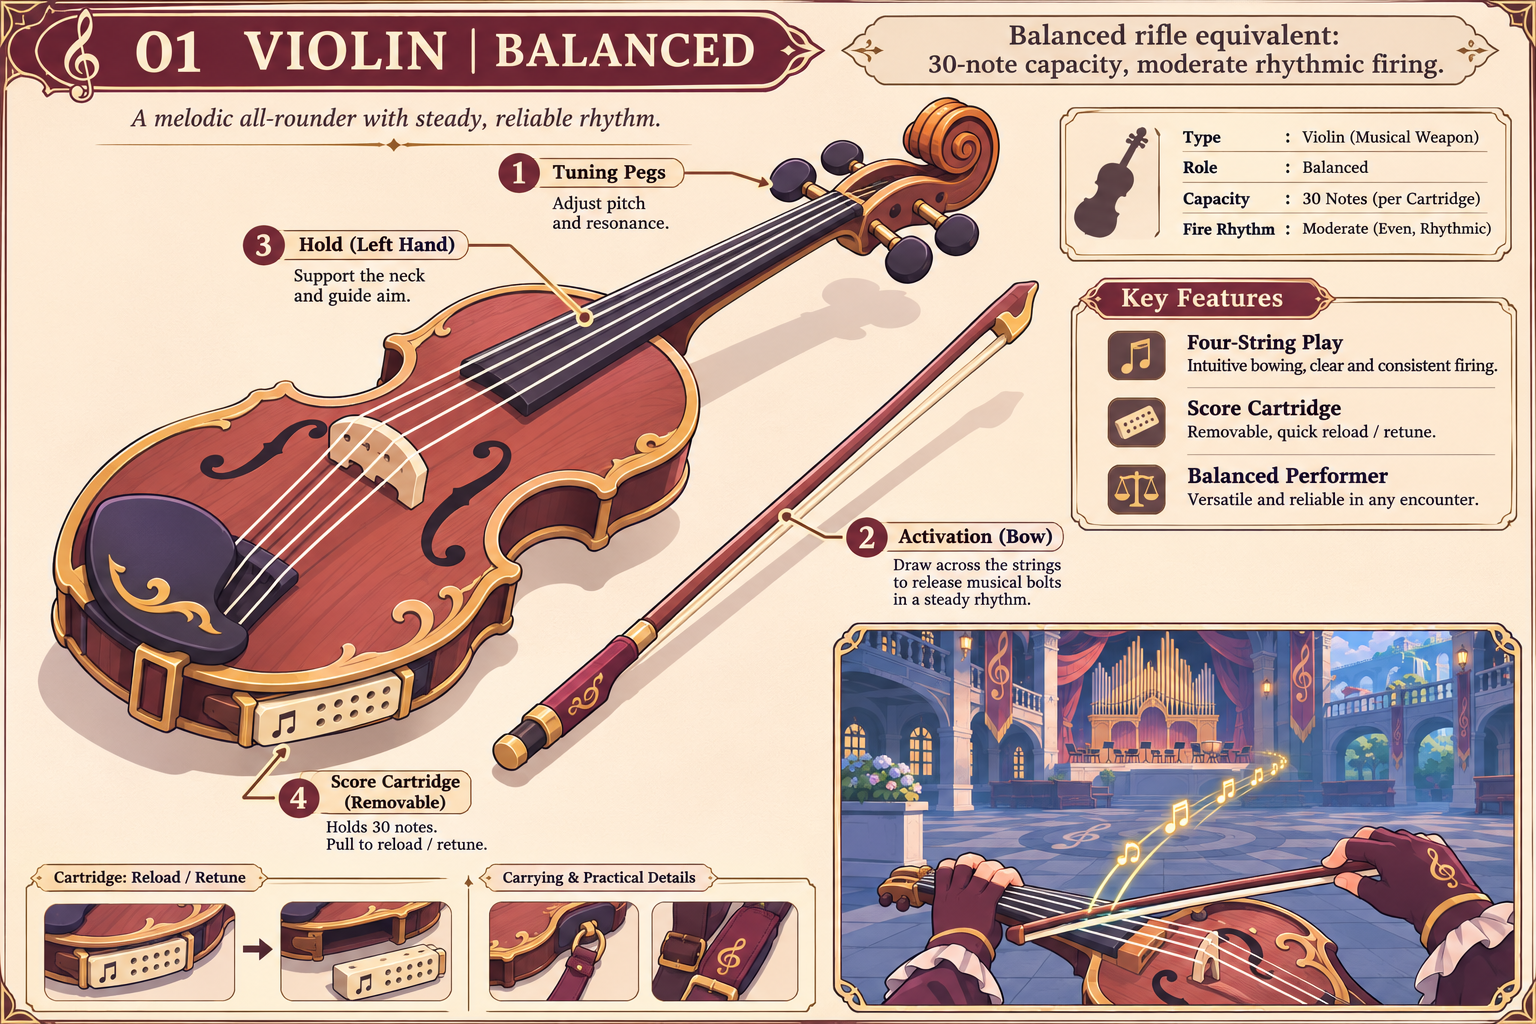 01 VIOLIN | BALANCED
Balanced rifle equivalent:
30-note capacity, moderate rhythmic firing.
A melodic all-rounder with steady, reliable rhythm.
1 Tuning Pegs
Adjust pitch
and resonance.
3 Hold (Left Hand)
Support the neck
and guide aim.
Type : Violin (Musical Weapon)
Role : Balanced
Capacity : 30 Notes (per Cartridge)
Fire Rhythm : Moderate (Even, Rhythmic)
Key Features
Four-String Play
Intuitive bowing, clear and consistent firing.
Score Cartridge
Removable, quick reload / retune.
Balanced Performer
Versatile and reliable in any encounter.
2 Activation (Bow)
Draw across the strings
to release musical bolts
in a steady rhythm.
4 Score Cartridge
(Removable)
Holds 30 notes.
Pull to reload / retune.
Cartridge: Reload / Retune
Carrying & Practical Details